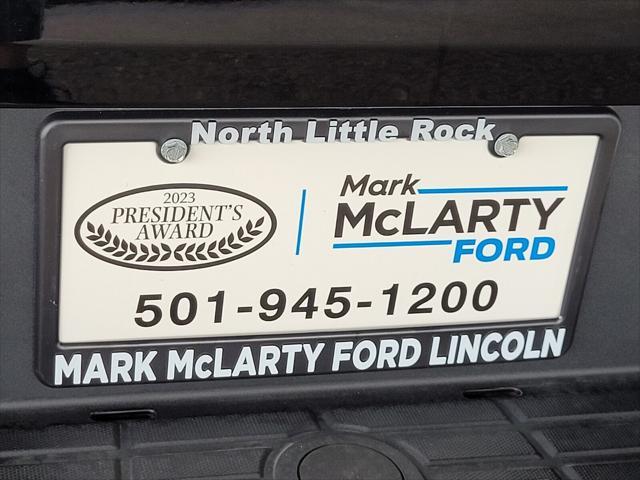 North Little Rock
2023
PRESIDENT'S
AWARD
Mark
McLARTY
FORD
501-945-1200
MARK McLARTY FORD LINCOLN